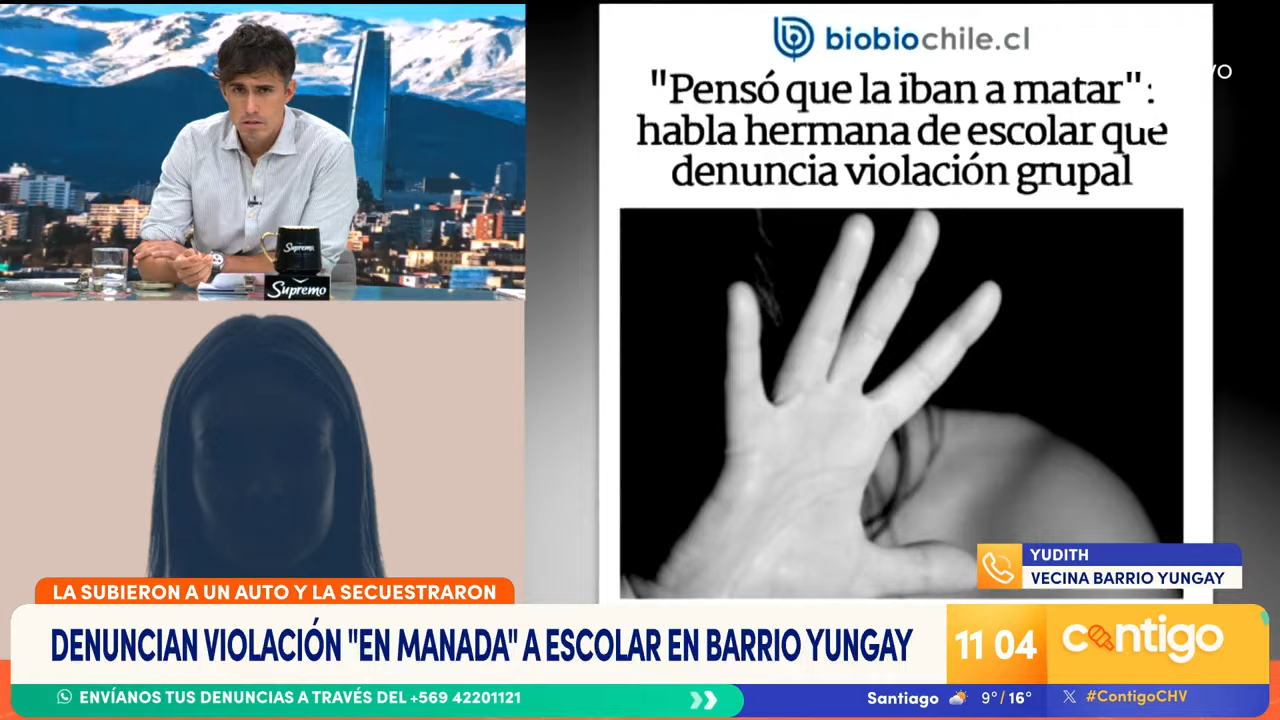 biobiochile.cl
"Pensó que la iban a matar":
habla hermana de escolar que
denuncia violación grupal
Supremo
Supremo
YUDITH
VECINA BARRIO YUNGAY
LA SUBIERON A UN AUTO Y LA SECUESTRARON
DENUNCIAN VIOLACIÓN "EN MANADA" A ESCOLAR EN BARRIO YUNGAY
11 04
contigo
ENVÍANOS TUS DENUNCIAS A TRAVÉS DEL +569 42201121
Santiago 9°/16°
#ContigoCHV